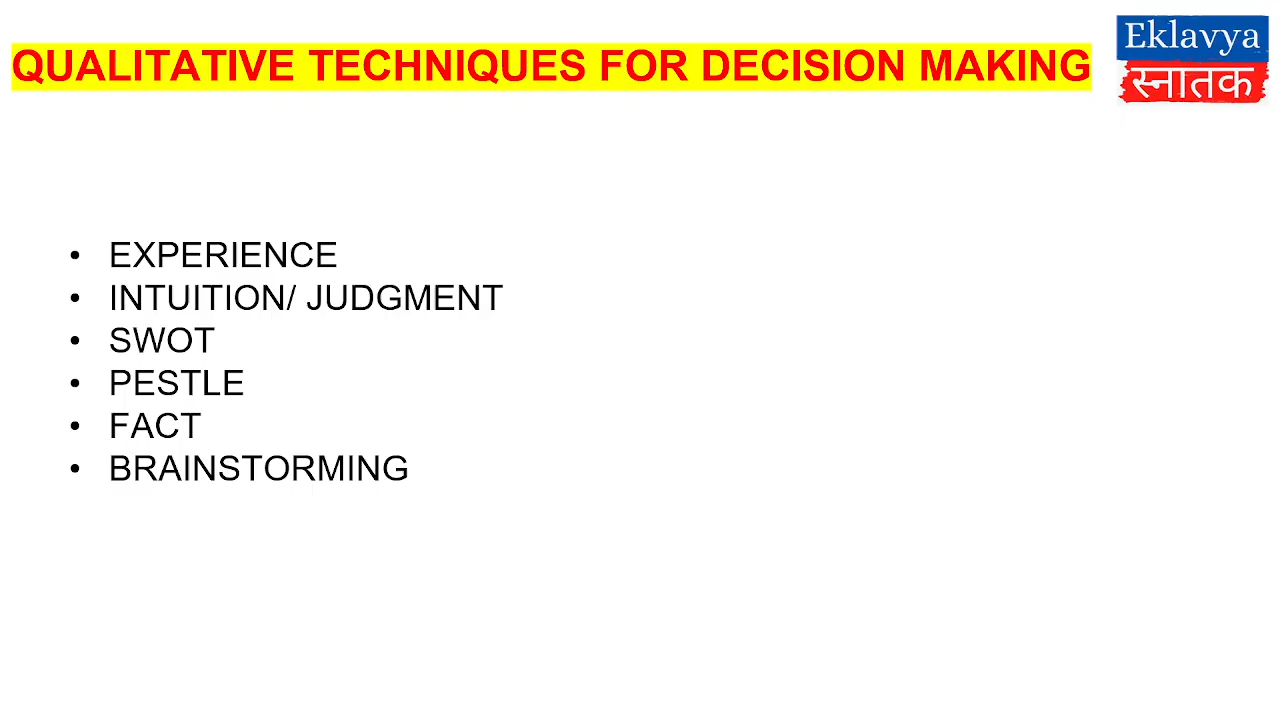 QUALITATIVE TECHNIQUES FOR DECISION MAKING
Eklavya
स्नातक
• EXPERIENCE
• INTUITION/ JUDGMENT
• SWOT
• PESTLE
• FACT
• BRAINSTORMING